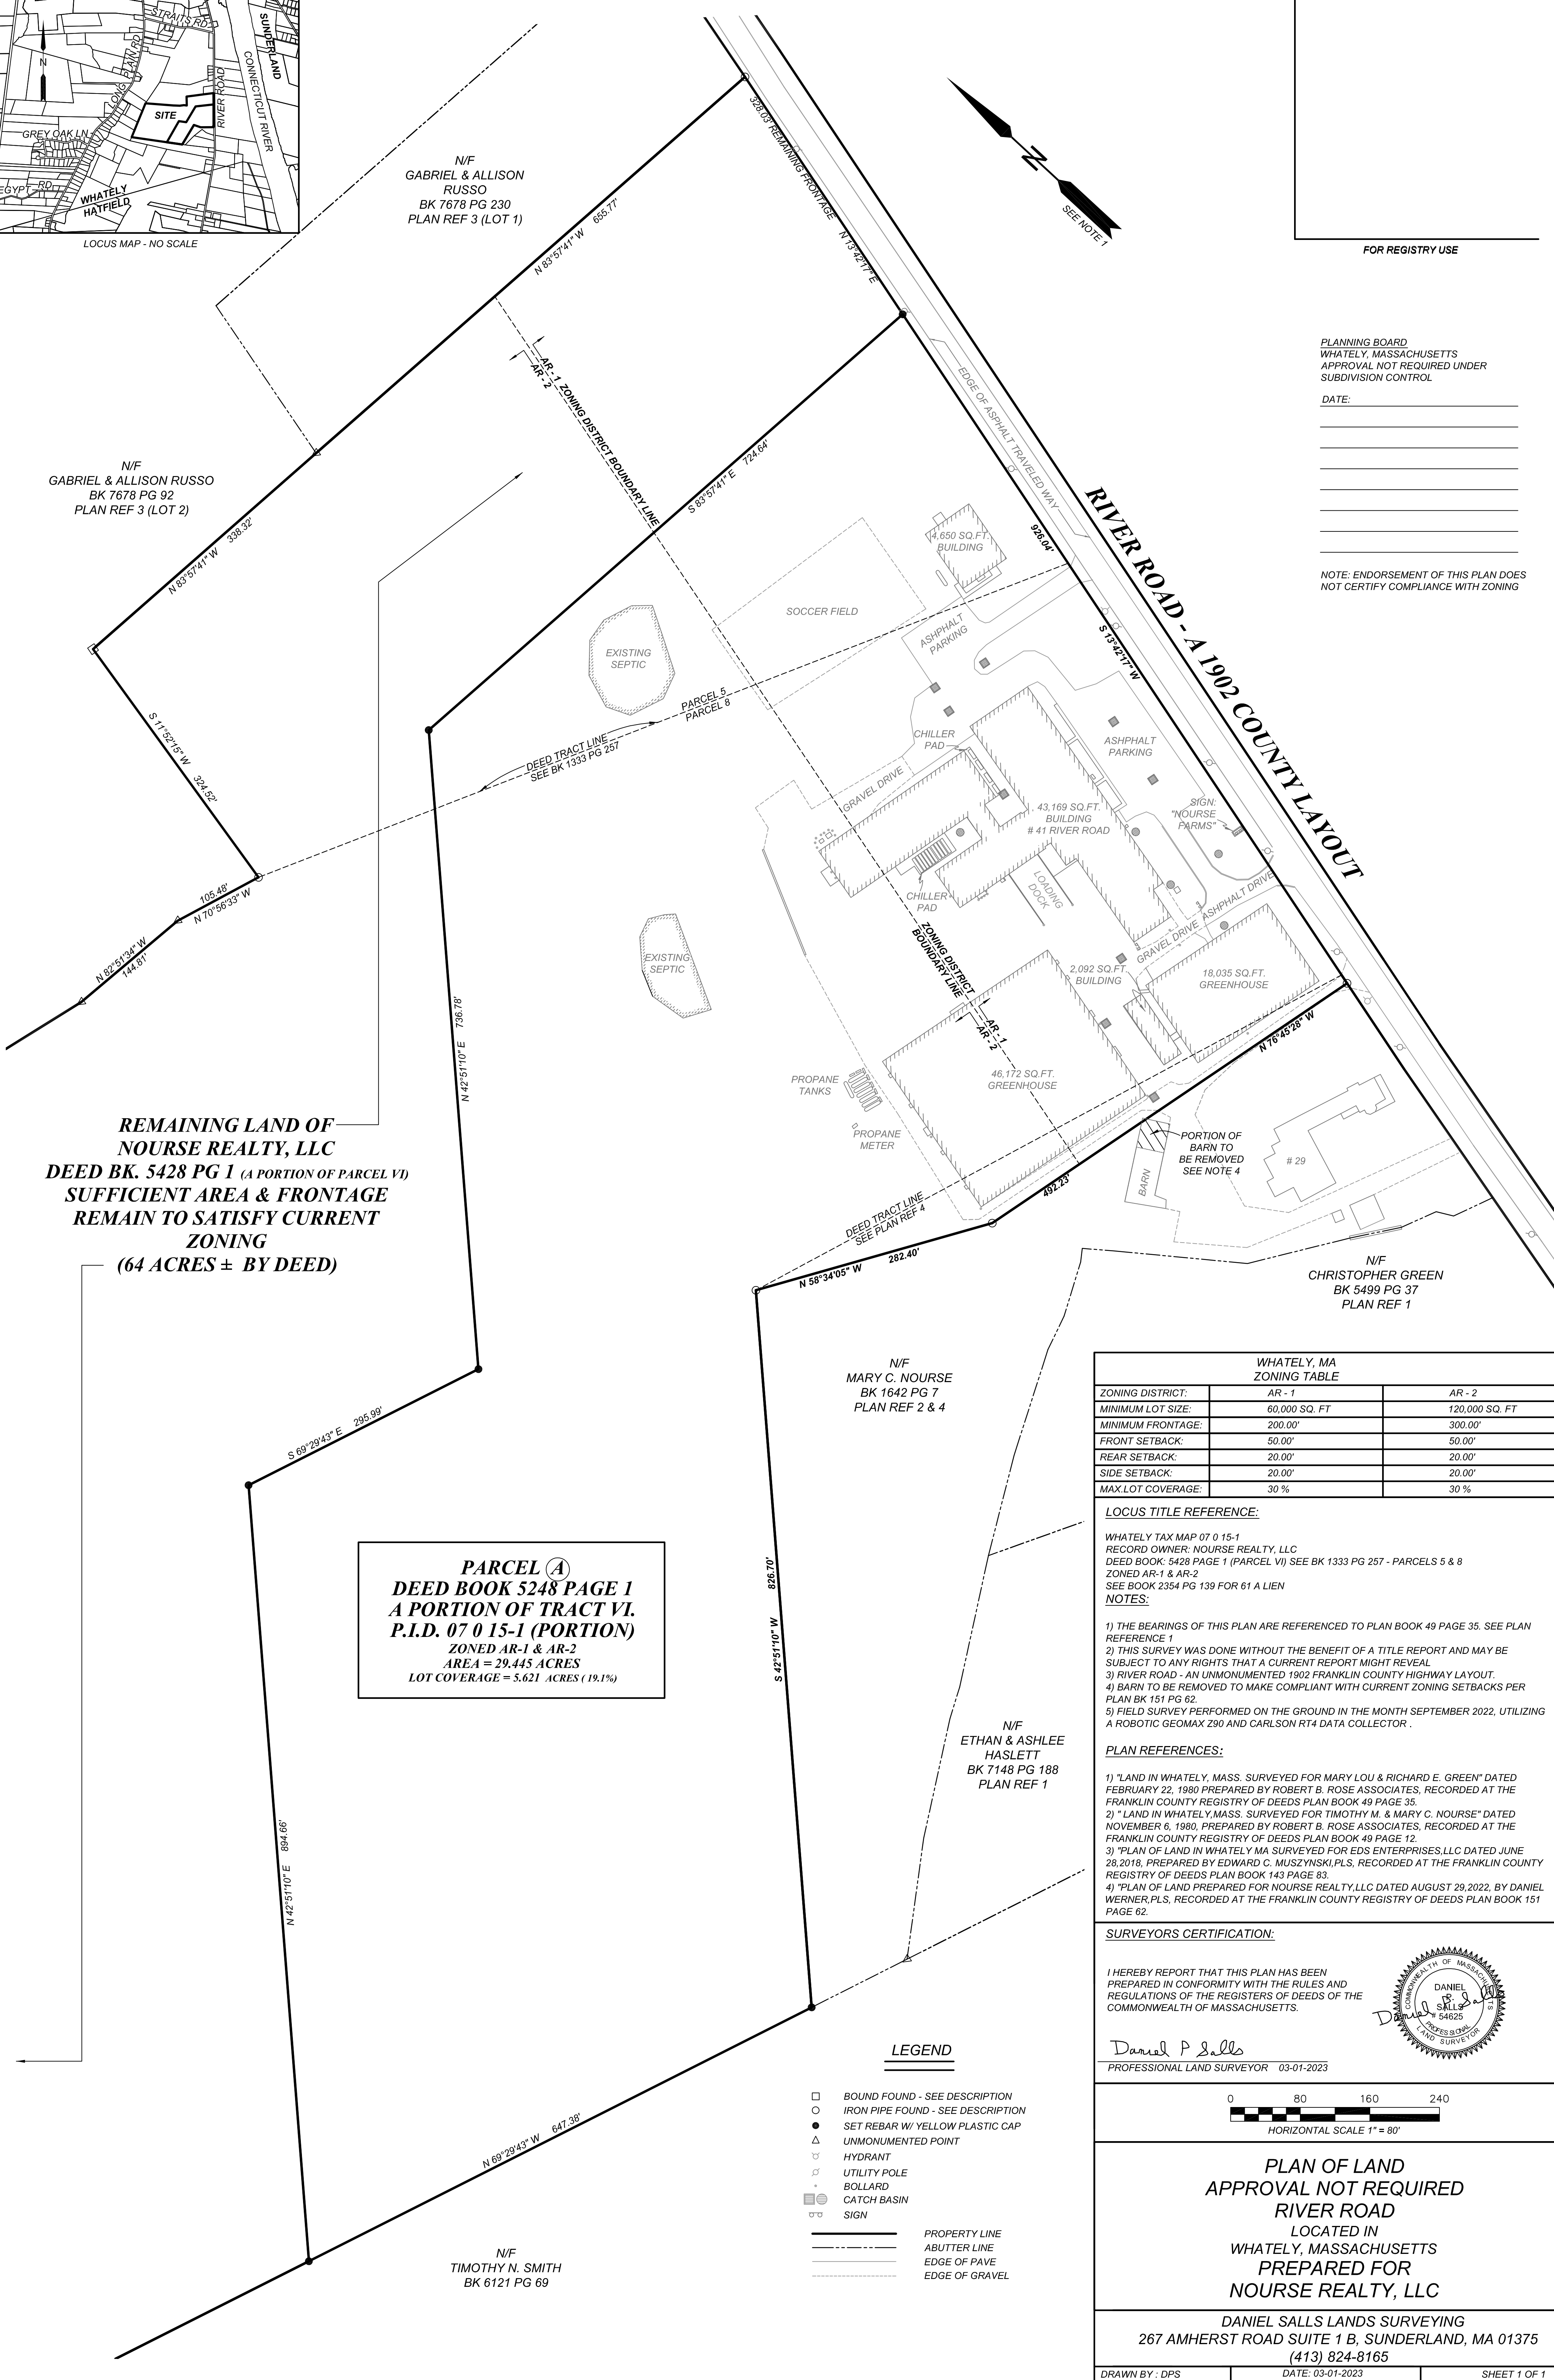 STRAITS RD
SUNDERLAND
CONNECTICUT RIVER
LONG PLAIN RD
RIVER ROAD
N
SITE
GREY OAK LN
EGYPT RD
WHATELY
HATFIELD
LOCUS MAP - NO SCALE
N/F
GABRIEL & ALLISON
RUSSO
BK 7678 PG 230
PLAN REF 3 (LOT 1)
N 83°57'41" W 655.77'
328.03' REMAINING FRONTAGE
N 13°42'17" E
N
SEE NOTE 1
FOR REGISTRY USE
PLANNING BOARD
WHATELY, MASSACHUSETTS
APPROVAL NOT REQUIRED UNDER
SUBDIVISION CONTROL
DATE:
NOTE: ENDORSEMENT OF THIS PLAN DOES
NOT CERTIFY COMPLIANCE WITH ZONING
N/F
GABRIEL & ALLISON RUSSO
BK 7678 PG 92
PLAN REF 3 (LOT 2)
N 83°57'41" W 338.32'
AR - 1
AR - 2
ZONING DISTRICT BOUNDARY LINE
S 83°57'41" E 724.64'
EDGE OF ASPHALT TRAVELED WAY
926.04'
S 13°42'17" W
RIVER ROAD - A 1902 COUNTY LAYOUT
4,650 SQ.FT.
BUILDING
SOCCER FIELD
ASHPHALT
PARKING
EXISTING
SEPTIC
PARCEL 5
PARCEL 8
DEED TRACT LINE
SEE BK 1333 PG 257
S 11°52'15" W 324.52'
105.48'
N 70°56'33" W
N 82°51'34" W
144.81'
CHILLER
PAD
GRAVEL DRIVE
ASHPHALT
PARKING
43,169 SQ.FT.
BUILDING
# 41 RIVER ROAD
SIGN:
"NOURSE
FARMS"
CHILLER
PAD
LOADING
DOCK
GRAVEL DRIVE
ASHPHALT DRIVE
ZONING DISTRICT
BOUNDARY LINE
AR - 1
AR - 2
EXISTING
SEPTIC
2,092 SQ.FT.
BUILDING
18,035 SQ.FT.
GREENHOUSE
N 76°45'28" W
492.23'
46,172 SQ.FT.
GREENHOUSE
PROPANE
TANKS
PROPANE
METER
N 42°51'10" E 736.78'
PORTION OF
BARN TO
BE REMOVED
SEE NOTE 4
BARN
# 29
DEED TRACT LINE
SEE PLAN REF 4
N 58°34'05" W 282.40'
REMAINING LAND OF
NOURSE REALTY, LLC
DEED BK. 5428 PG 1 (A PORTION OF PARCEL VI)
SUFFICIENT AREA & FRONTAGE
REMAIN TO SATISFY CURRENT
ZONING
(64 ACRES ± BY DEED)
N/F
CHRISTOPHER GREEN
BK 5499 PG 37
PLAN REF 1
N/F
MARY C. NOURSE
BK 1642 PG 7
PLAN REF 2 & 4
S 69°29'43" E 295.99'
PARCEL A
DEED BOOK 5248 PAGE 1
A PORTION OF TRACT VI.
P.I.D. 07 0 15-1 (PORTION)
ZONED AR-1 & AR-2
AREA = 29.445 ACRES
LOT COVERAGE = 5.621 ACRES ( 19.1%)
S 42°51'10" W 826.70'
N 42°51'10" E 894.66'
N/F
ETHAN & ASHLEE
HASLETT
BK 7148 PG 188
PLAN REF 1
N 69°29'43" W 647.38'
N/F
TIMOTHY N. SMITH
BK 6121 PG 69
LEGEND
BOUND FOUND - SEE DESCRIPTION
IRON PIPE FOUND - SEE DESCRIPTION
SET REBAR W/ YELLOW PLASTIC CAP
UNMONUMENTED POINT
HYDRANT
UTILITY POLE
BOLLARD
CATCH BASIN
SIGN
PROPERTY LINE
ABUTTER LINE
EDGE OF PAVE
EDGE OF GRAVEL
WHATELY, MA
ZONING TABLE
ZONING DISTRICT: AR - 1 AR - 2
MINIMUM LOT SIZE: 60,000 SQ. FT 120,000 SQ. FT
MINIMUM FRONTAGE: 200.00' 300.00'
FRONT SETBACK: 50.00' 50.00'
REAR SETBACK: 20.00' 20.00'
SIDE SETBACK: 20.00' 20.00'
MAX.LOT COVERAGE: 30 % 30 %
LOCUS TITLE REFERENCE:
WHATELY TAX MAP 07 0 15-1
RECORD OWNER: NOURSE REALTY, LLC
DEED BOOK: 5428 PAGE 1 (PARCEL VI) SEE BK 1333 PG 257 - PARCELS 5 & 8
ZONED AR-1 & AR-2
SEE BOOK 2354 PG 139 FOR 61 A LIEN
NOTES:
1) THE BEARINGS OF THIS PLAN ARE REFERENCED TO PLAN BOOK 49 PAGE 35. SEE PLAN
REFERENCE 1
2) THIS SURVEY WAS DONE WITHOUT THE BENEFIT OF A TITLE REPORT AND MAY BE
SUBJECT TO ANY RIGHTS THAT A CURRENT REPORT MIGHT REVEAL
3) RIVER ROAD - AN UNMONUMENTED 1902 FRANKLIN COUNTY HIGHWAY LAYOUT.
4) BARN TO BE REMOVED TO MAKE COMPLIANT WITH CURRENT ZONING SETBACKS PER
PLAN BK 151 PG 62.
5) FIELD SURVEY PERFORMED ON THE GROUND IN THE MONTH SEPTEMBER 2022, UTILIZING
A ROBOTIC GEOMAX Z90 AND CARLSON RT4 DATA COLLECTOR .
PLAN REFERENCES:
1) "LAND IN WHATELY, MASS. SURVEYED FOR MARY LOU & RICHARD E. GREEN" DATED
FEBRUARY 22, 1980 PREPARED BY ROBERT B. ROSE ASSOCIATES, RECORDED AT THE
FRANKLIN COUNTY REGISTRY OF DEEDS PLAN BOOK 49 PAGE 35.
2) " LAND IN WHATELY,MASS. SURVEYED FOR TIMOTHY M. & MARY C. NOURSE" DATED
NOVEMBER 6, 1980, PREPARED BY ROBERT B. ROSE ASSOCIATES, RECORDED AT THE
FRANKLIN COUNTY REGISTRY OF DEEDS PLAN BOOK 49 PAGE 12.
3) "PLAN OF LAND IN WHATELY MA SURVEYED FOR EDS ENTERPRISES,LLC DATED JUNE
28,2018, PREPARED BY EDWARD C. MUSZYNSKI,PLS, RECORDED AT THE FRANKLIN COUNTY
REGISTRY OF DEEDS PLAN BOOK 143 PAGE 83.
4) "PLAN OF LAND PREPARED FOR NOURSE REALTY,LLC DATED AUGUST 29,2022, BY DANIEL
WERNER,PLS, RECORDED AT THE FRANKLIN COUNTY REGISTRY OF DEEDS PLAN BOOK 151
PAGE 62.
SURVEYORS CERTIFICATION:
I HEREBY REPORT THAT THIS PLAN HAS BEEN
PREPARED IN CONFORMITY WITH THE RULES AND
REGULATIONS OF THE REGISTERS OF DEEDS OF THE
COMMONWEALTH OF MASSACHUSETTS.
Daniel P Salls
PROFESSIONAL LAND SURVEYOR 03-01-2023
COMMONWEALTH OF MASSACHUSETTS
DANIEL
P.
SALLS
# 54625
PROFESSIONAL
LAND SURVEYOR
Daniel P Salls
0 80 160 240
HORIZONTAL SCALE 1" = 80'
PLAN OF LAND
APPROVAL NOT REQUIRED
RIVER ROAD
LOCATED IN
WHATELY, MASSACHUSETTS
PREPARED FOR
NOURSE REALTY, LLC
DANIEL SALLS LANDS SURVEYING
267 AMHERST ROAD SUITE 1 B, SUNDERLAND, MA 01375
(413) 824-8165
DRAWN BY : DPS DATE: 03-01-2023 SHEET 1 OF 1